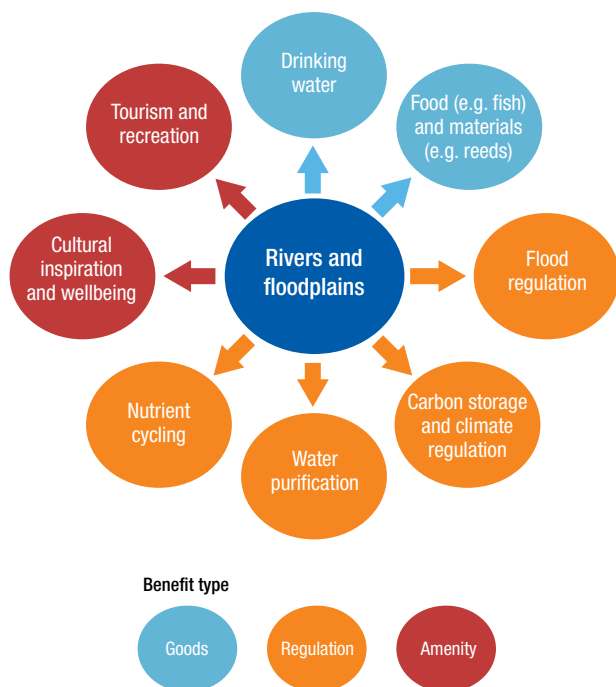 Drinking
water
Food (e.g. fish)
and materials
(e.g. reeds)
Tourism and
recreation
Rivers and
floodplains
Flood
regulation
Cultural
inspiration
and wellbeing
Carbon storage
and climate
regulation
Nutrient
cycling
Water
purification
Benefit type
Goods
Regulation
Amenity